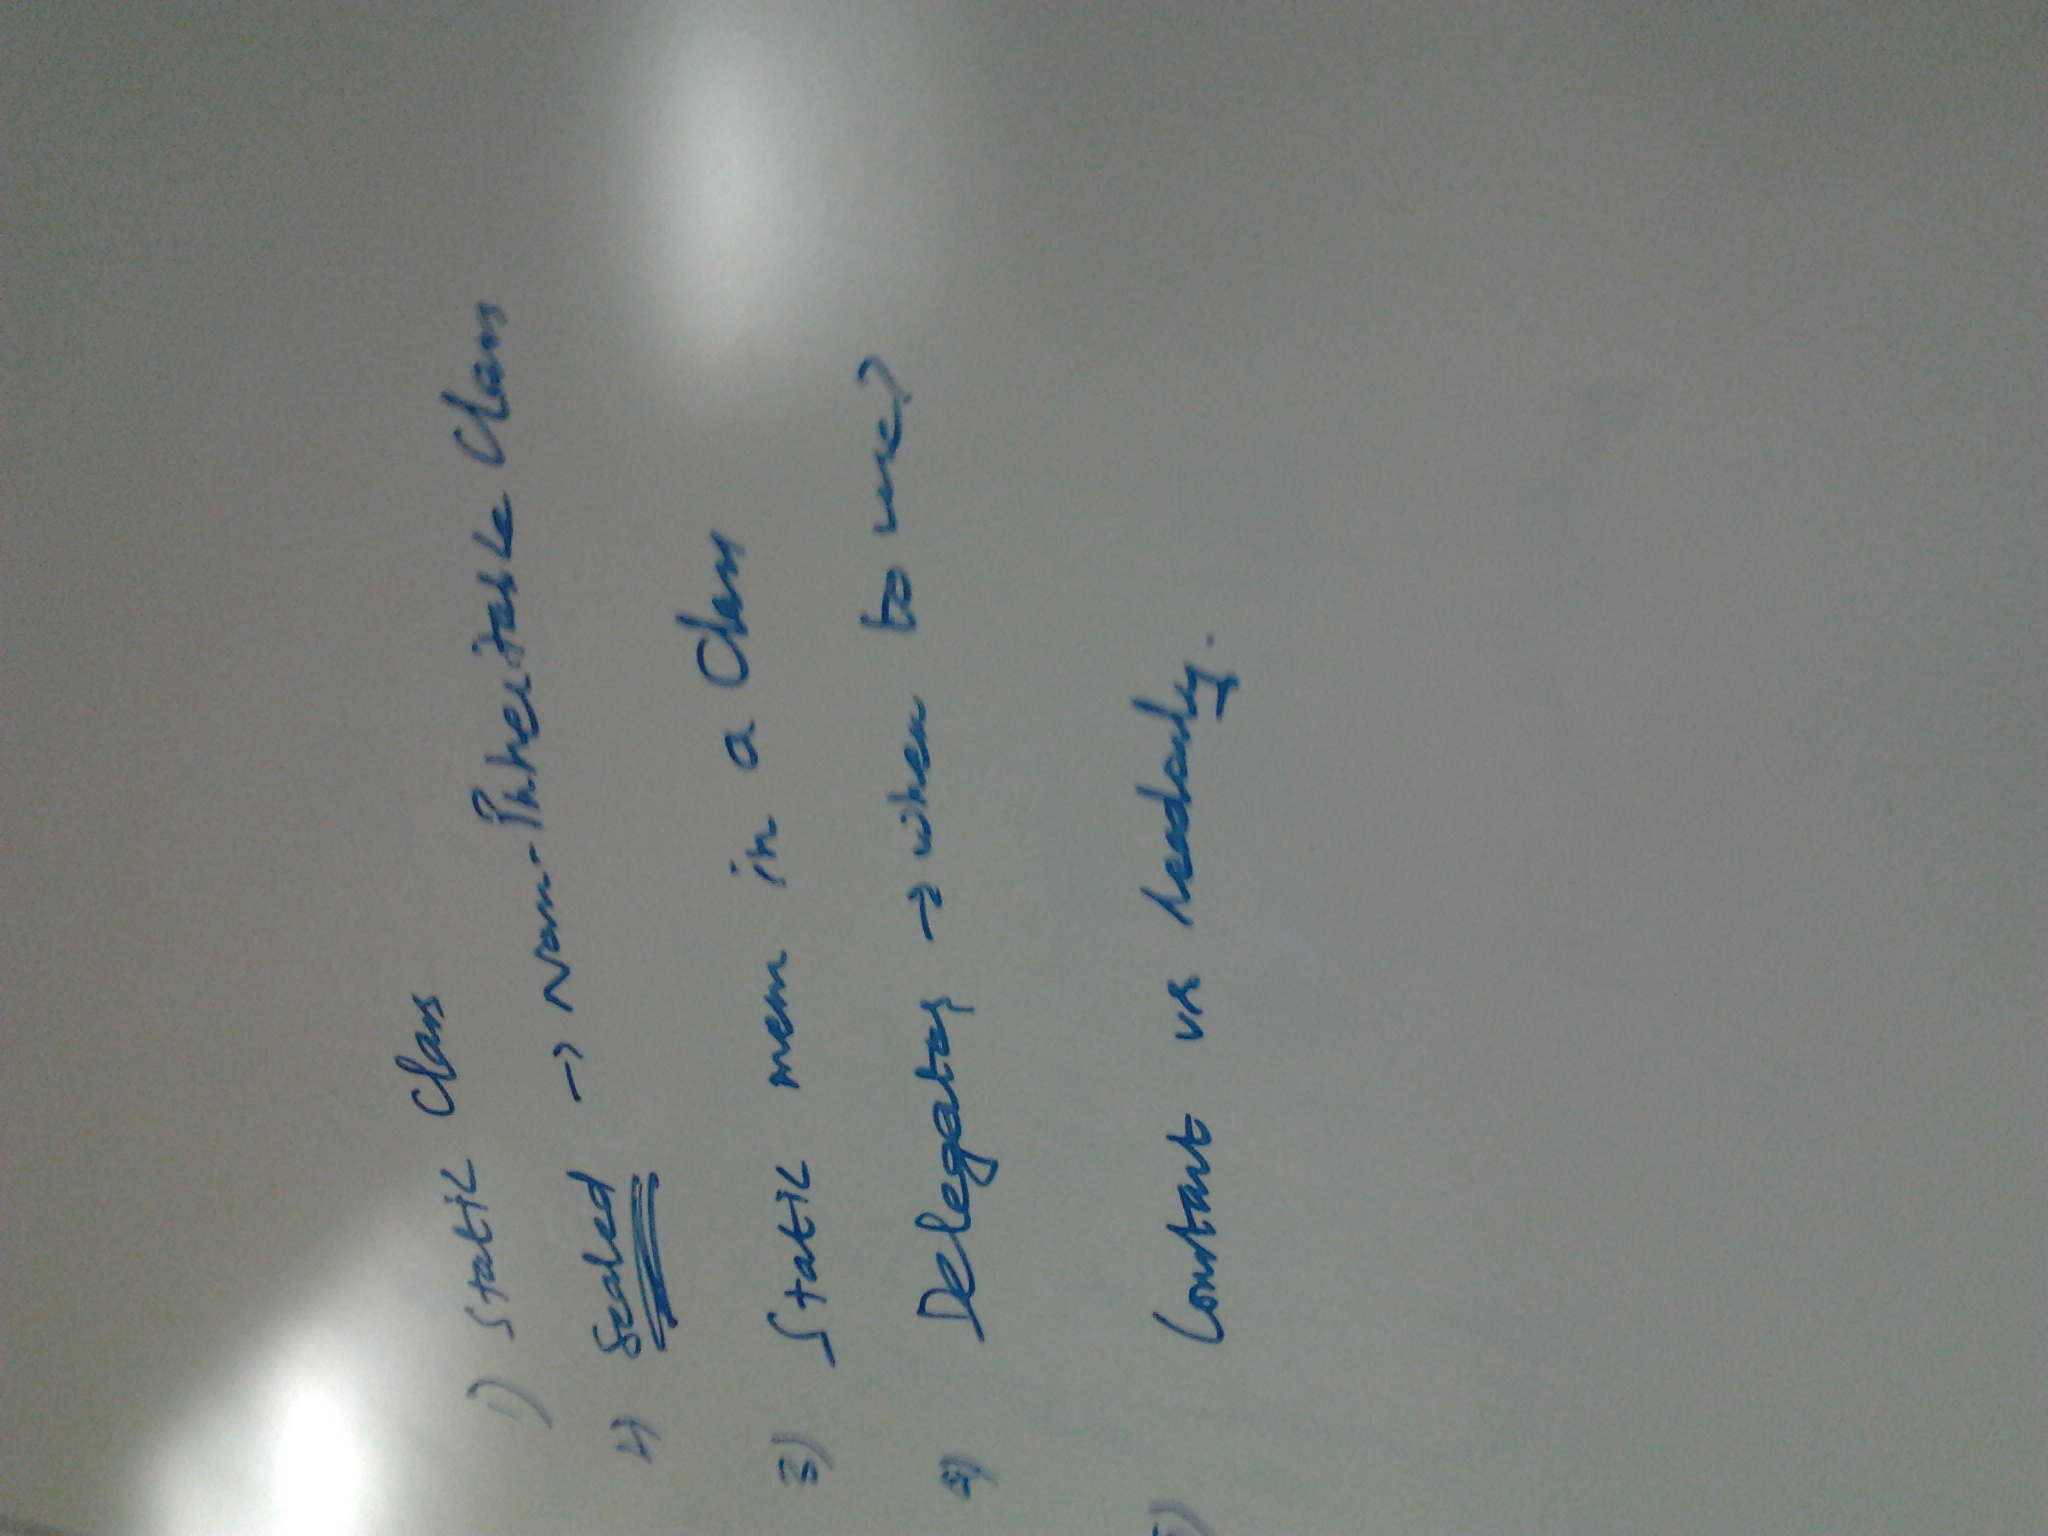 1) Static Class
2) Sealed → Non-Inheritable Class
3) Static mem in a Class
4) Delegates → when to use?
5) Constant vs Readonly.